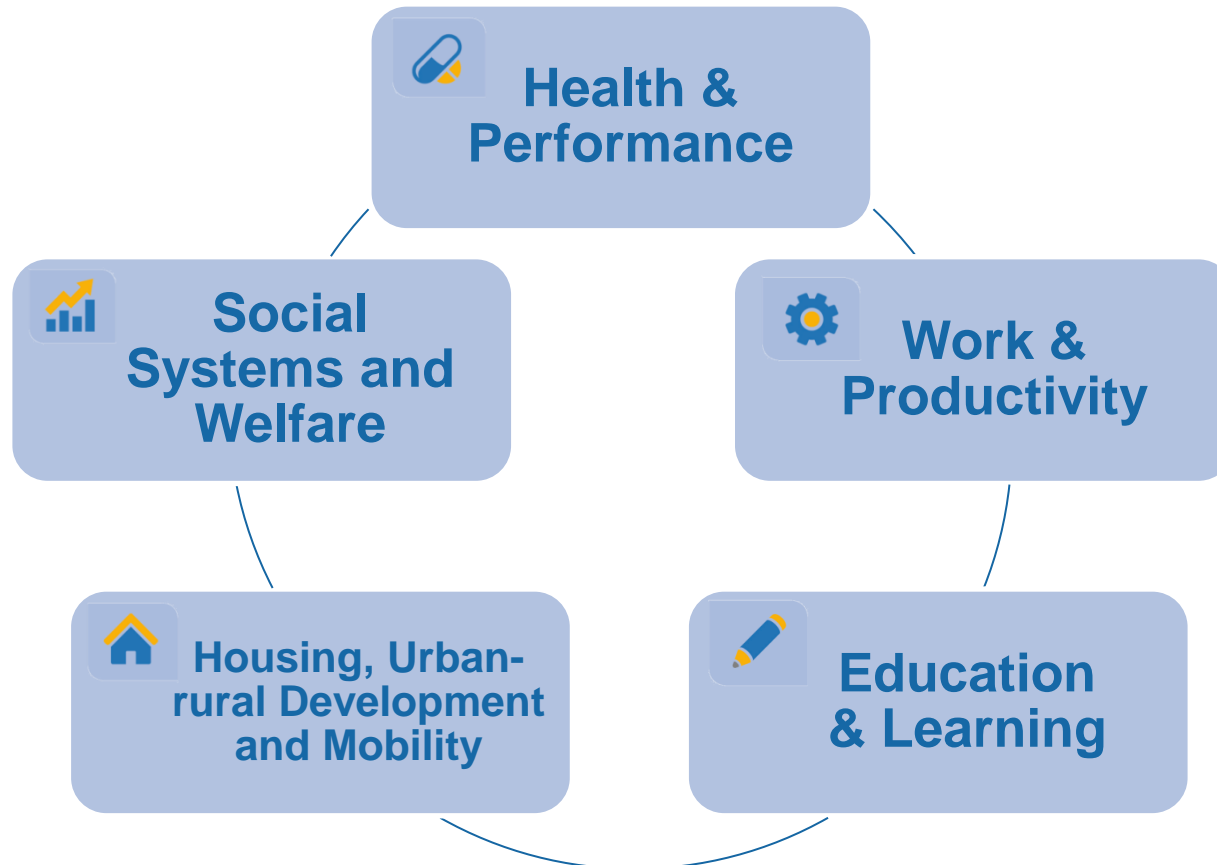 Health &
Performance
Social
Systems and
Welfare
Work &
Productivity
Housing, Urban-
rural Development
and Mobility
Education
& Learning